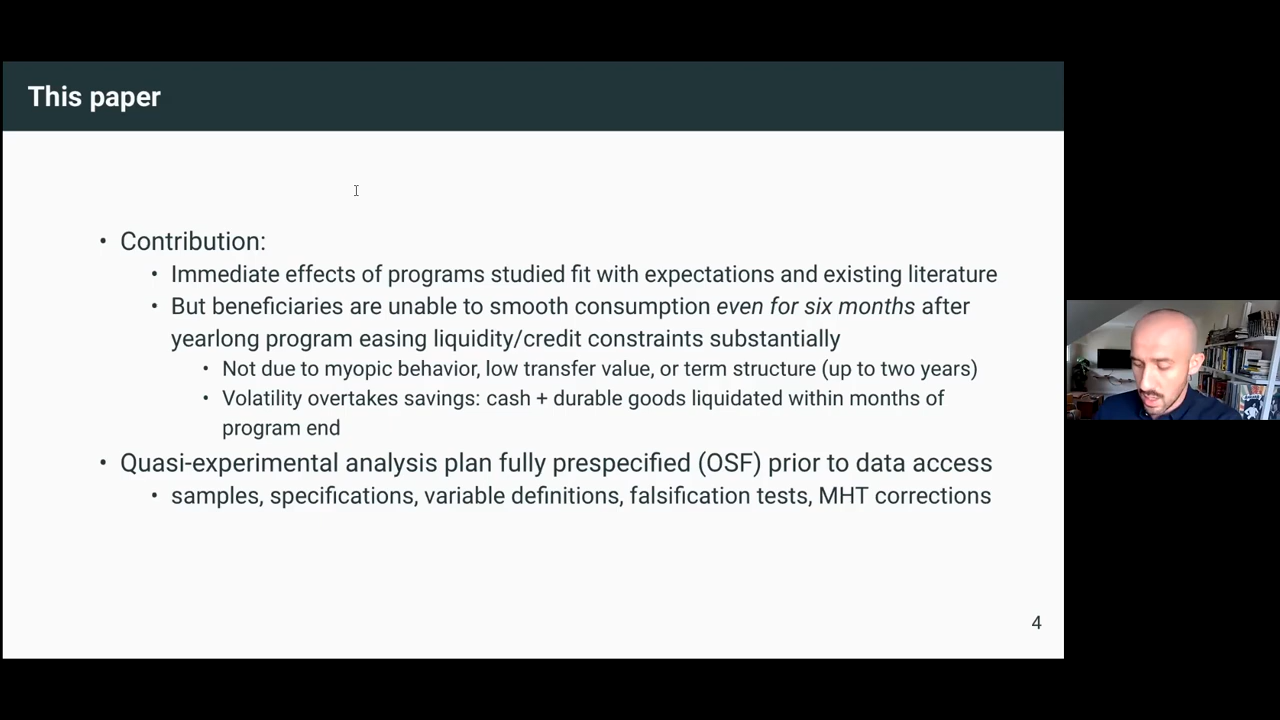 This paper
• Contribution:
• Immediate effects of programs studied fit with expectations and existing literature
• But beneficiaries are unable to smooth consumption even for six months after
yearlong program easing liquidity/credit constraints substantially
• Not due to myopic behavior, low transfer value, or term structure (up to two years)
• Volatility overtakes savings: cash + durable goods liquidated within months of
program end
• Quasi-experimental analysis plan fully prespecified (OSF) prior to data access
• samples, specifications, variable definitions, falsification tests, MHT corrections
4